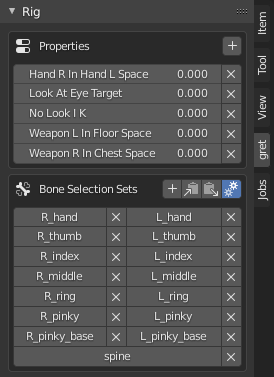 Rig
Properties
Hand R In Hand L Space 0.000
Look At Eye Target 0.000
No Look I K 0.000
Weapon L In Floor Space 0.000
Weapon R In Chest Space 0.000
Bone Selection Sets
R_hand L_hand
R_thumb L_thumb
R_index L_index
R_middle L_middle
R_ring L_ring
R_pinky L_pinky
R_pinky_base L_pinky_base
spine
Item
Tool
View
gret
Jobs